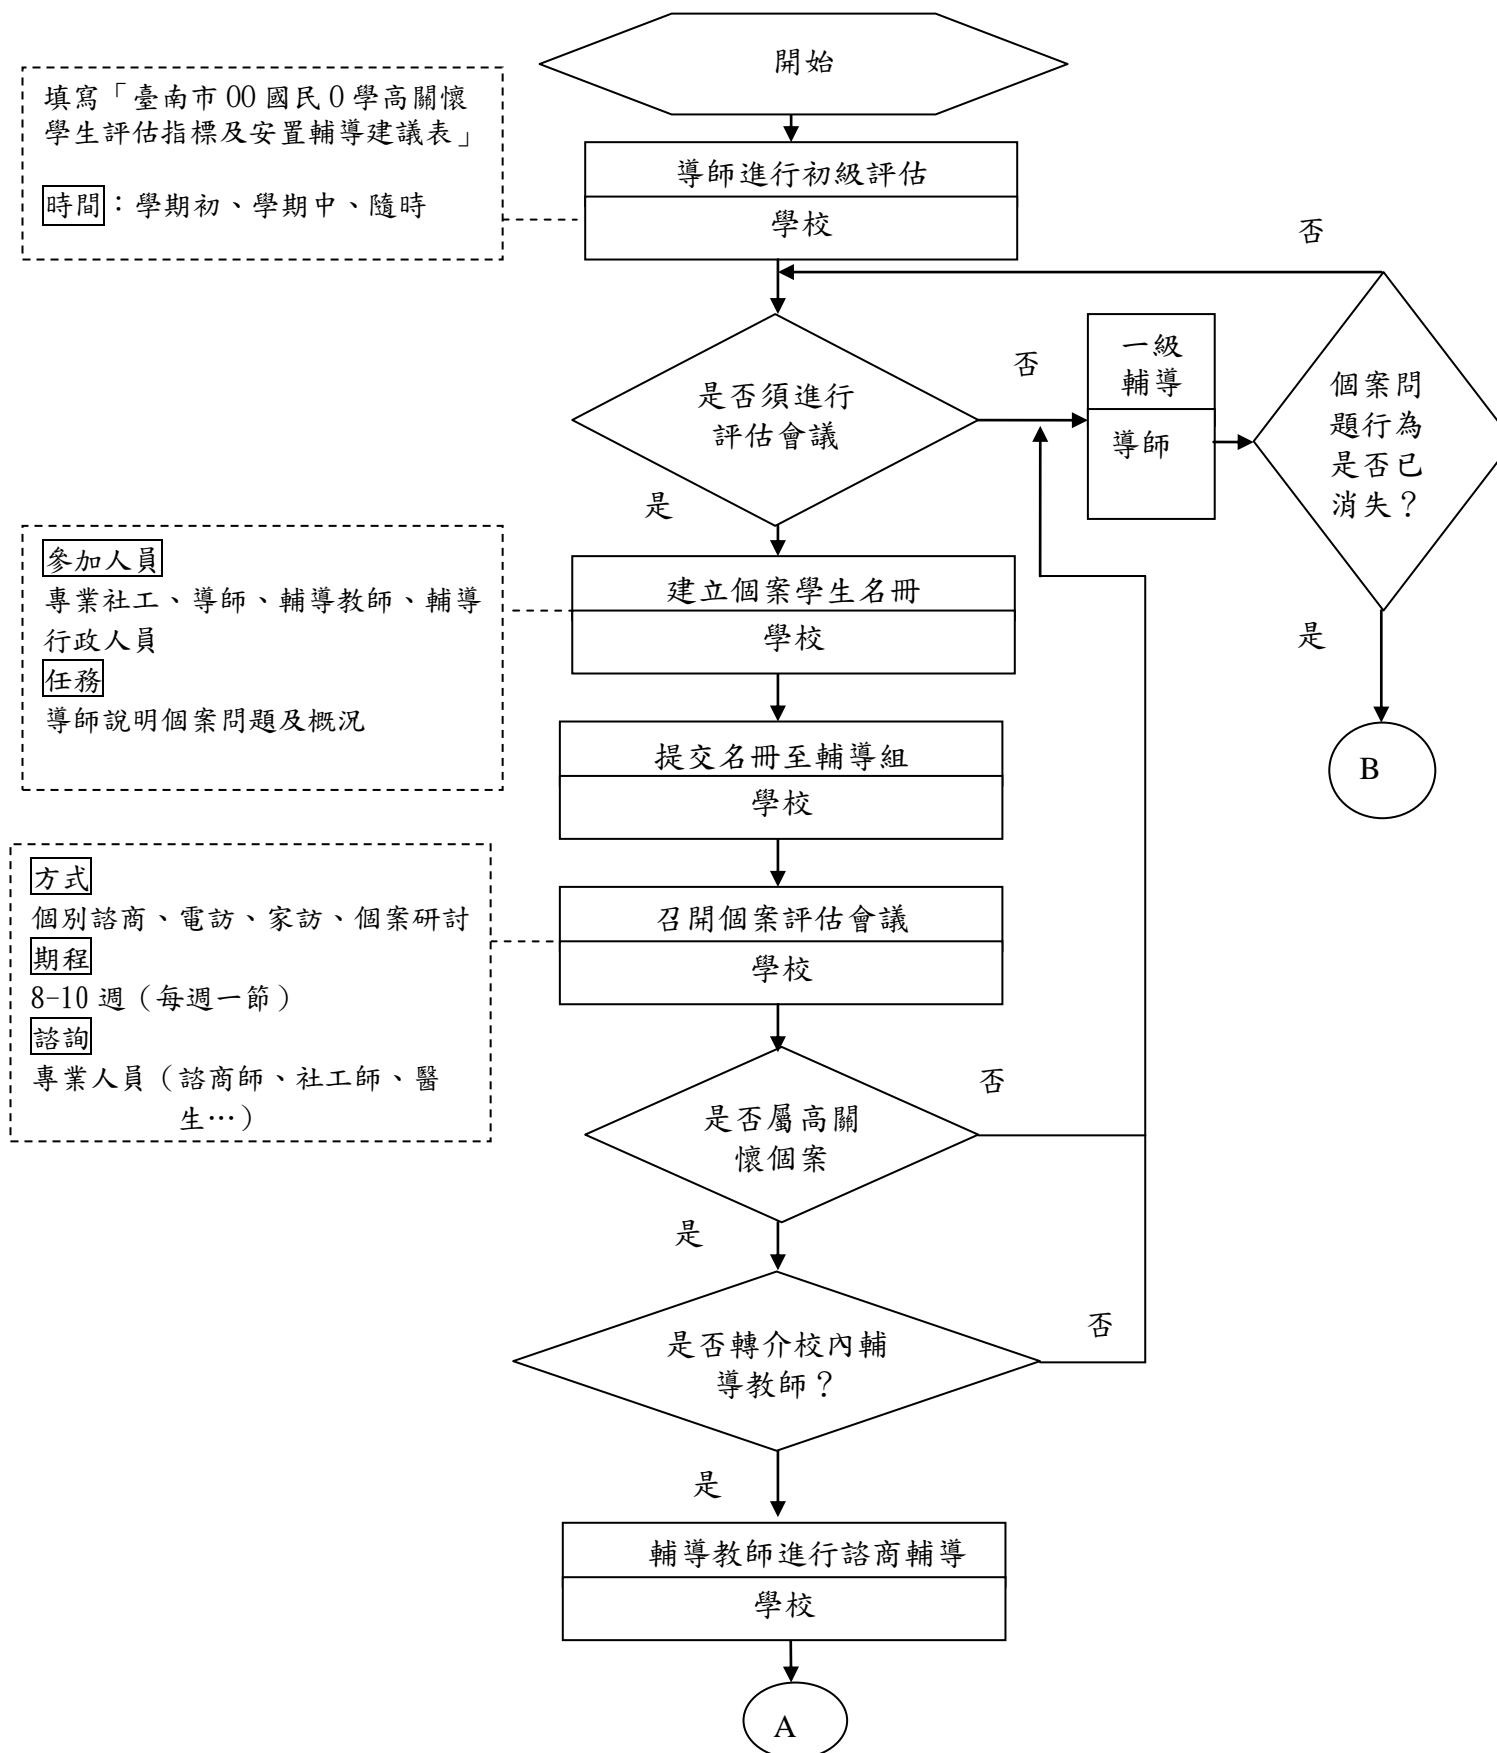 開始
填寫「臺南市 00 國民 0 學高關懷
學生評估指標及安置輔導建議表」
時間：學期初、學期中、隨時
導師進行初級評估
學校
否
是否須進行
評估會議
否
一級
輔導
導師
個案問
題行為
是否已
消失？
是
是
B
參加人員
專業社工、導師、輔導教師、輔導
行政人員
任務
導師說明個案問題及概況
建立個案學生名冊
學校
提交名冊至輔導組
學校
方式
個別諮商、電訪、家訪、個案研討
期程
8-10 週（每週一節）
諮詢
專業人員（諮商師、社工師、醫
生…）
召開個案評估會議
學校
是否屬高關
懷個案
否
是
是否轉介校內輔
導教師？
否
是
輔導教師進行諮商輔導
學校
A